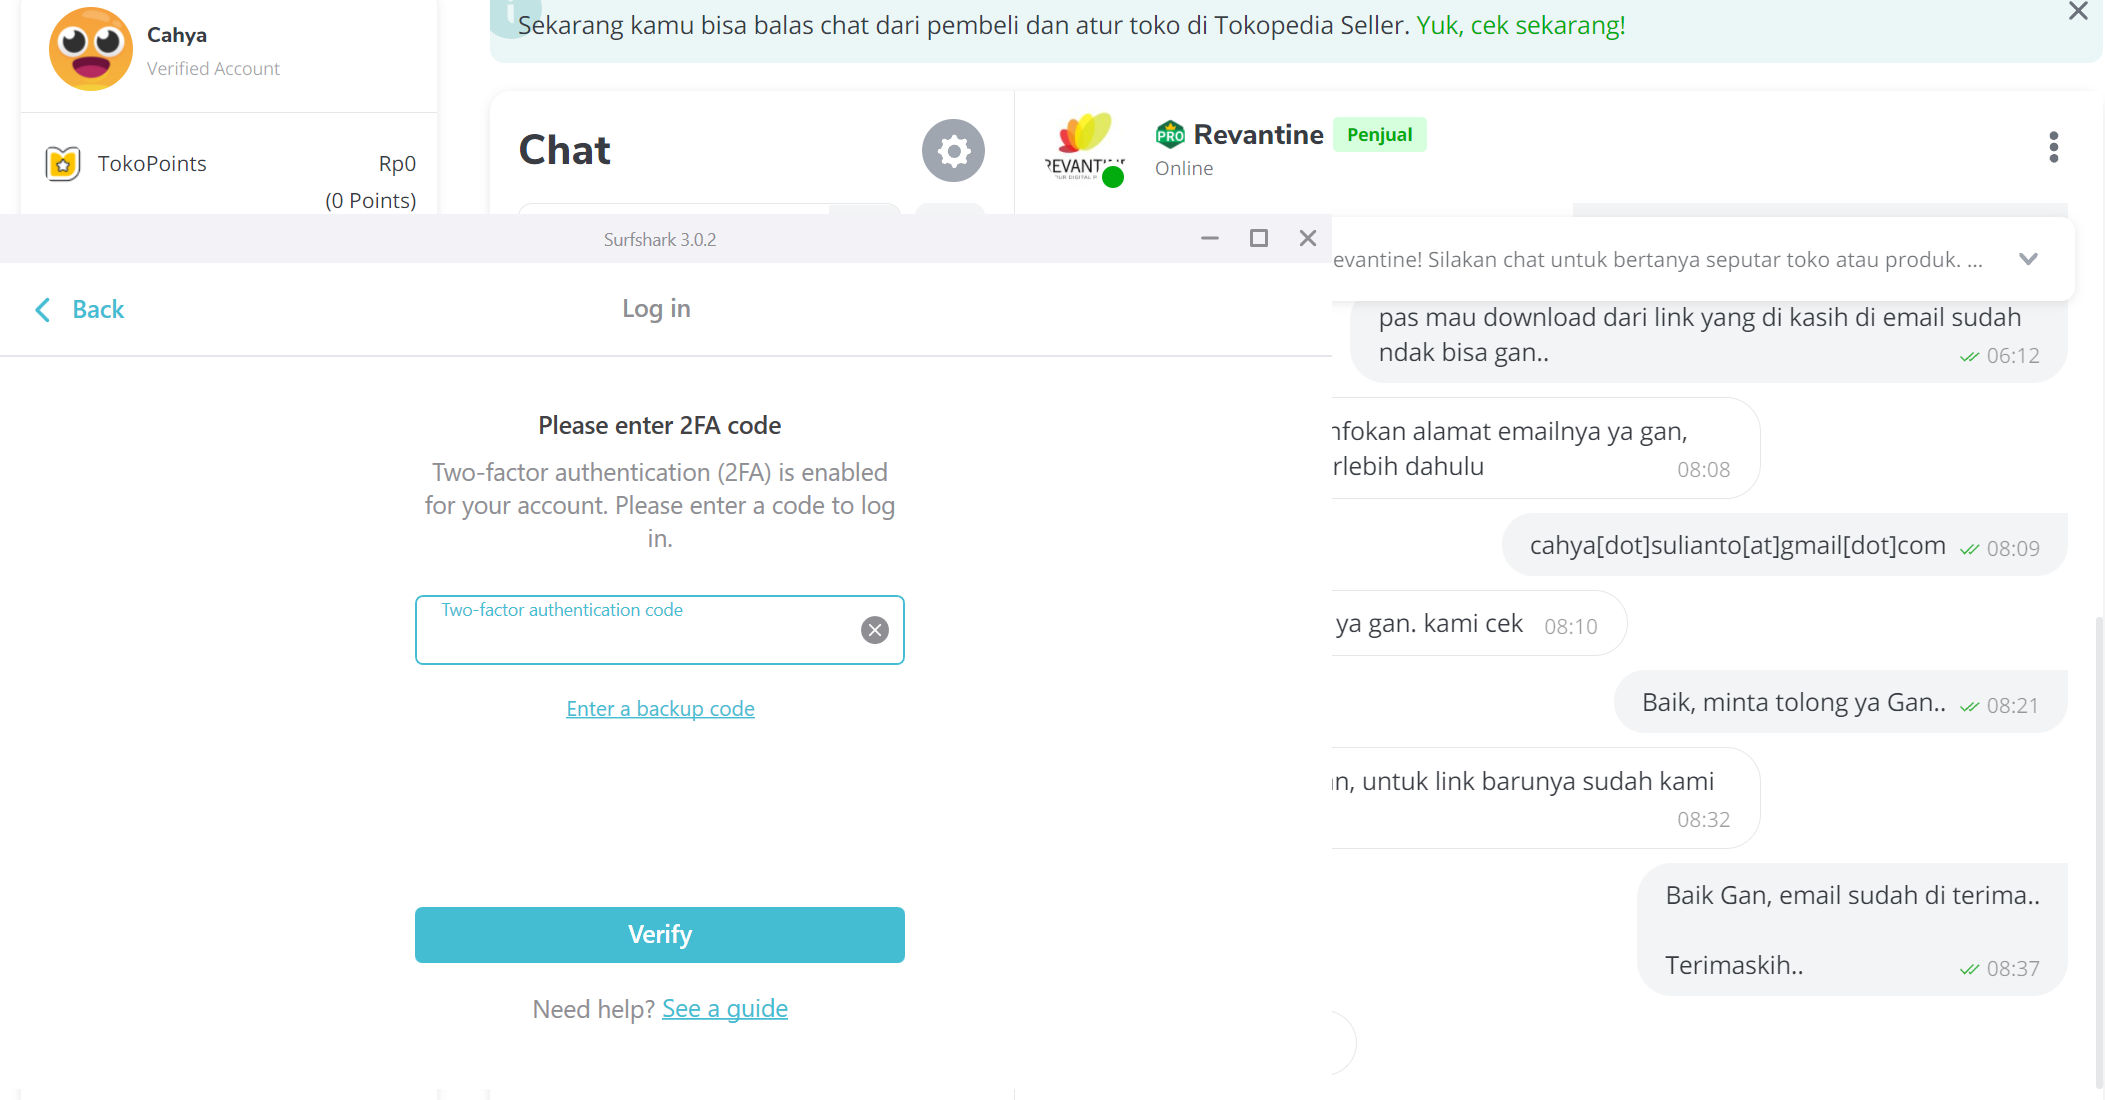 Cahya
Verified Account
TokoPoints
Rp0
(0 Points)
Sekarang kamu bisa balas chat dari pembeli dan atur toko di Tokopedia Seller. Yuk, cek sekarang!
Chat
PRO Revantine Penjual
Online
Surfshark 3.0.2
Back
Log in
Please enter 2FA code
Two-factor authentication (2FA) is enabled
for your account. Please enter a code to log
in.
Two-factor authentication code
Enter a backup code
Verify
Need help? See a guide
evantine! Silakan chat untuk bertanya seputar toko atau produk. ...
pas mau download dari link yang di kasih di email sudah
ndak bisa gan..
06:12
nfokan alamat emailnya ya gan,
rlebih dahulu
08:08
cahya[dot]sulianto[at]gmail[dot]com 08:09
ya gan. kami cek 08:10
Baik, minta tolong ya Gan.. 08:21
n, untuk link barunya sudah kami
08:32
Baik Gan, email sudah di terima..
Terimaskih..
08:37